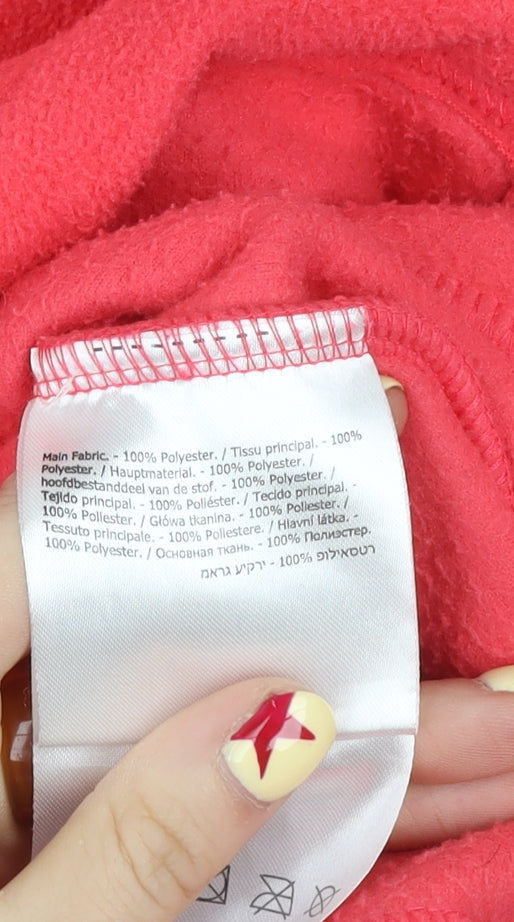 Main Fabric. - 100% Polyester. / Tissu principal. - 100%
Polyester. / Hauptmaterial. - 100% Polyester. /
hoofdbestanddeel van de stof. - 100% Polyester. /
Tejido principal. - 100% Poliéster. / Tecido principal. -
100% Poliester. / Główa tkanina. - 100% Poliester. /
Tessuto principale. - 100% Poliestere. / Hlavní látka. -
100% Polyester. / Основная ткань. - 100% Полиэстер.
רטסאילופ 100% - ירקיע גראמ